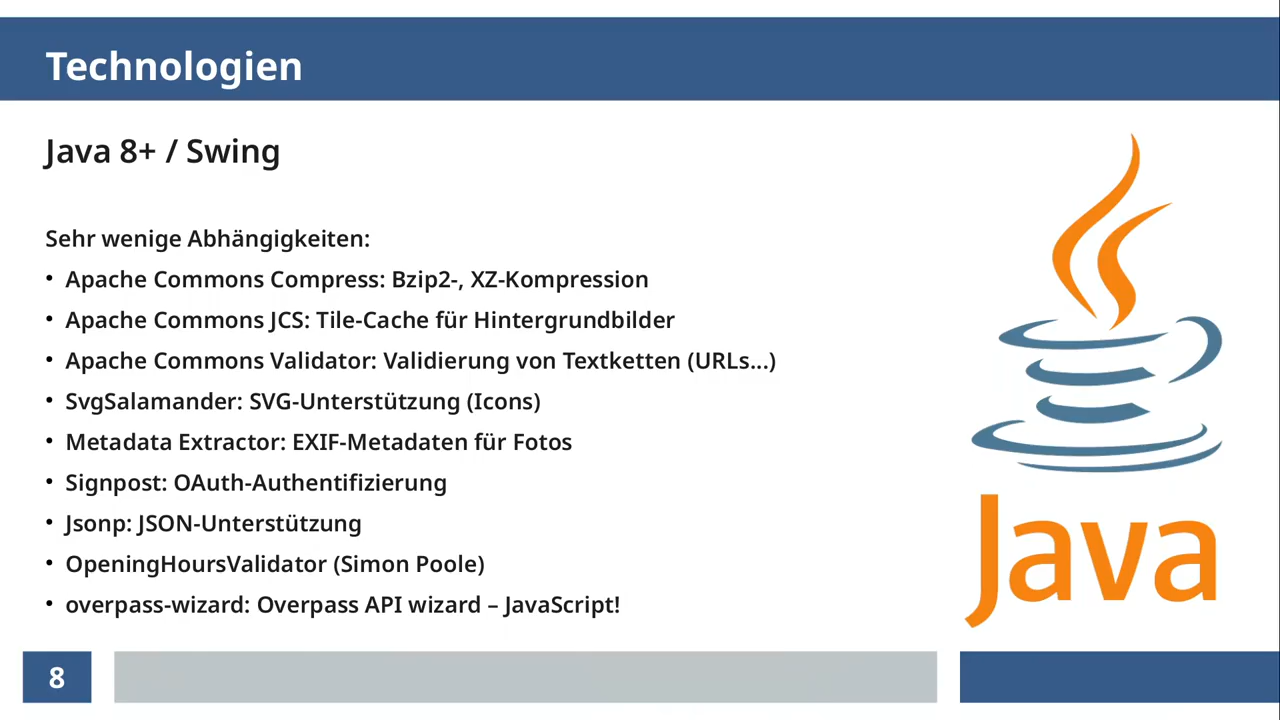 Technologien
Java 8+ / Swing
Sehr wenige Abhängigkeiten:
• Apache Commons Compress: Bzip2-, XZ-Kompression
• Apache Commons JCS: Tile-Cache für Hintergrundbilder
• Apache Commons Validator: Validierung von Textketten (URLs...)
• SvgSalamander: SVG-Unterstützung (Icons)
• Metadata Extractor: EXIF-Metadaten für Fotos
• Signpost: OAuth-Authentifizierung
• Jsonp: JSON-Unterstützung
• OpeningHoursValidator (Simon Poole)
• overpass-wizard: Overpass API wizard – JavaScript!
Java
8